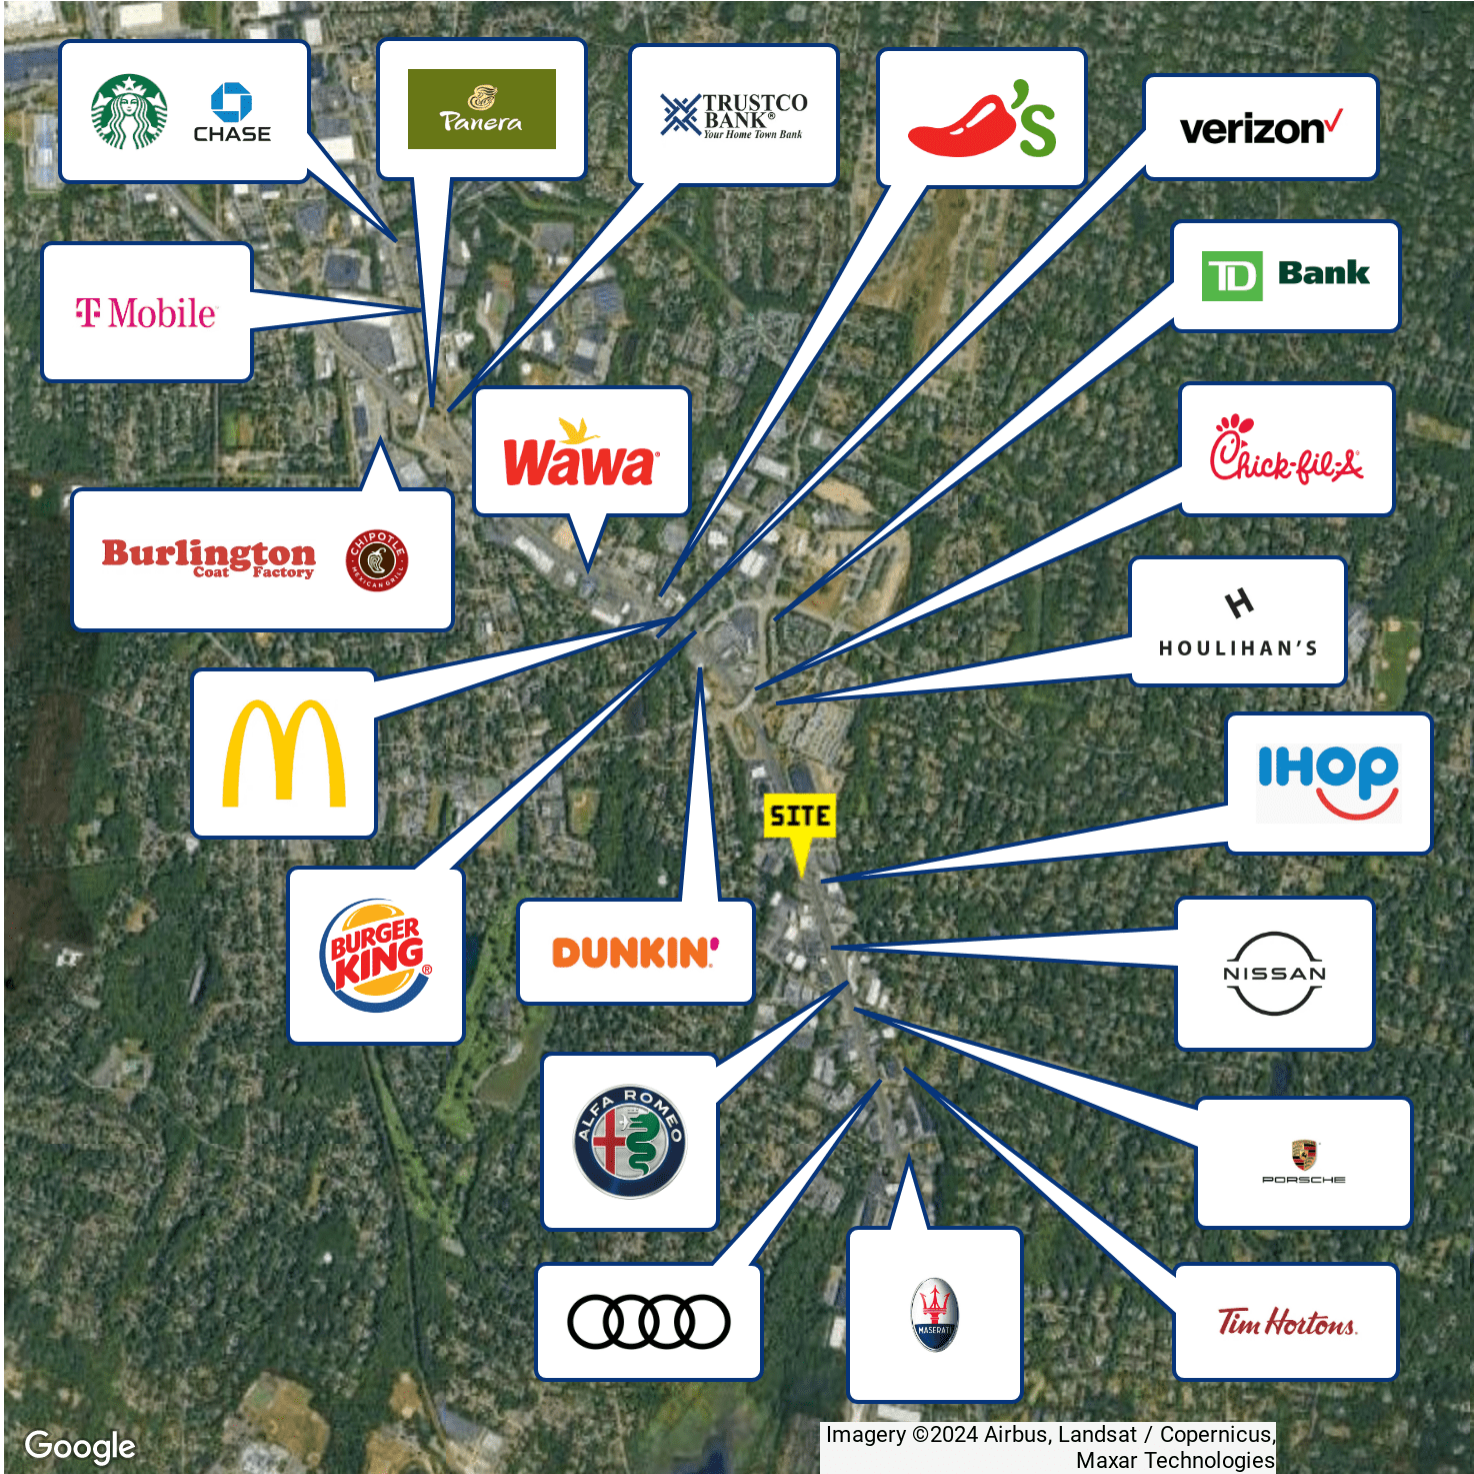 CHASE
Panera
TRUSTCO
BANK®
Your Home Town Bank
'S
verizon
T Mobile
TD Bank
Wawa
Chick-fil-A
Burlington
Coat Factory
CHIPOTLE
MEXICAN GRILL
H
HOULIHAN'S
M
IHOP
SITE
BURGER
KING®
DUNKIN'
NISSAN
ALFA ROMEO
PORSCHE
MASERATI
Tim Hortons.
Google
Imagery ©2024 Airbus, Landsat / Copernicus,
Maxar Technologies